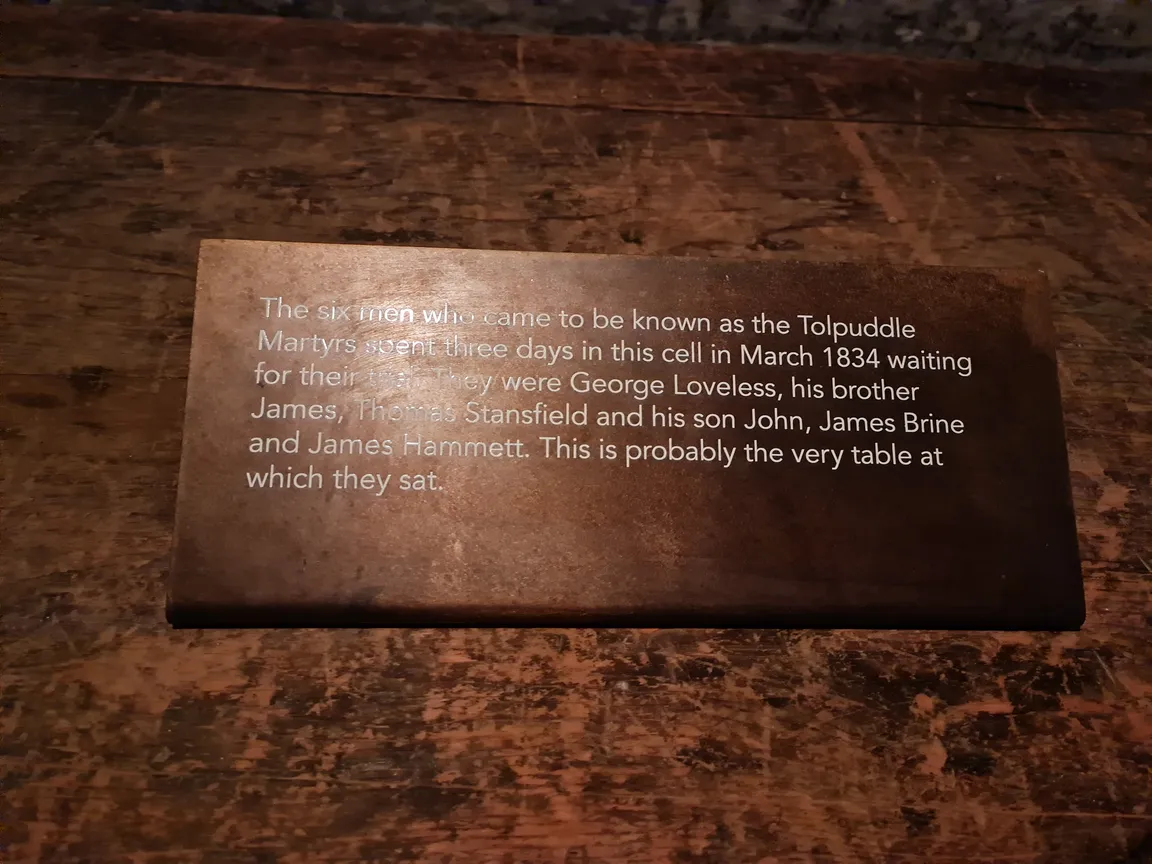 The six men who came to be known as the Tolpuddle
Martyrs spent three days in this cell in March 1834 waiting
for their trial. They were George Loveless, his brother
James, Thomas Stansfield and his son John, James Brine
and James Hammett. This is probably the very table at
which they sat.